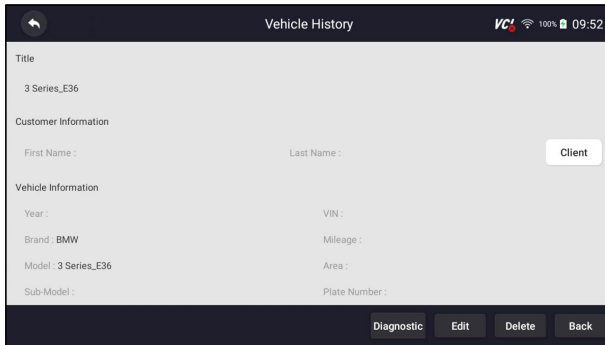 Vehicle History
VCI 100% 09:52
Title
3 Series_E36
Customer Information
First Name : Last Name : Client
Vehicle Information
Year : VIN :
Brand : BMW Mileage :
Model : 3 Series_E36 Area :
Sub-Model : Plate Number :
Diagnostic Edit Delete Back